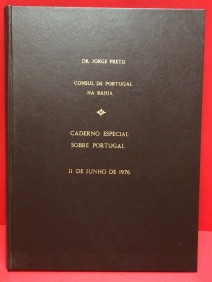 DR. JORGE PRETO
CONSUL DE PORTUGAL
NA BAHIA
CADERNO ESPECIAL
SOBRE PORTUGAL
11 DE JUNHO DE 1976